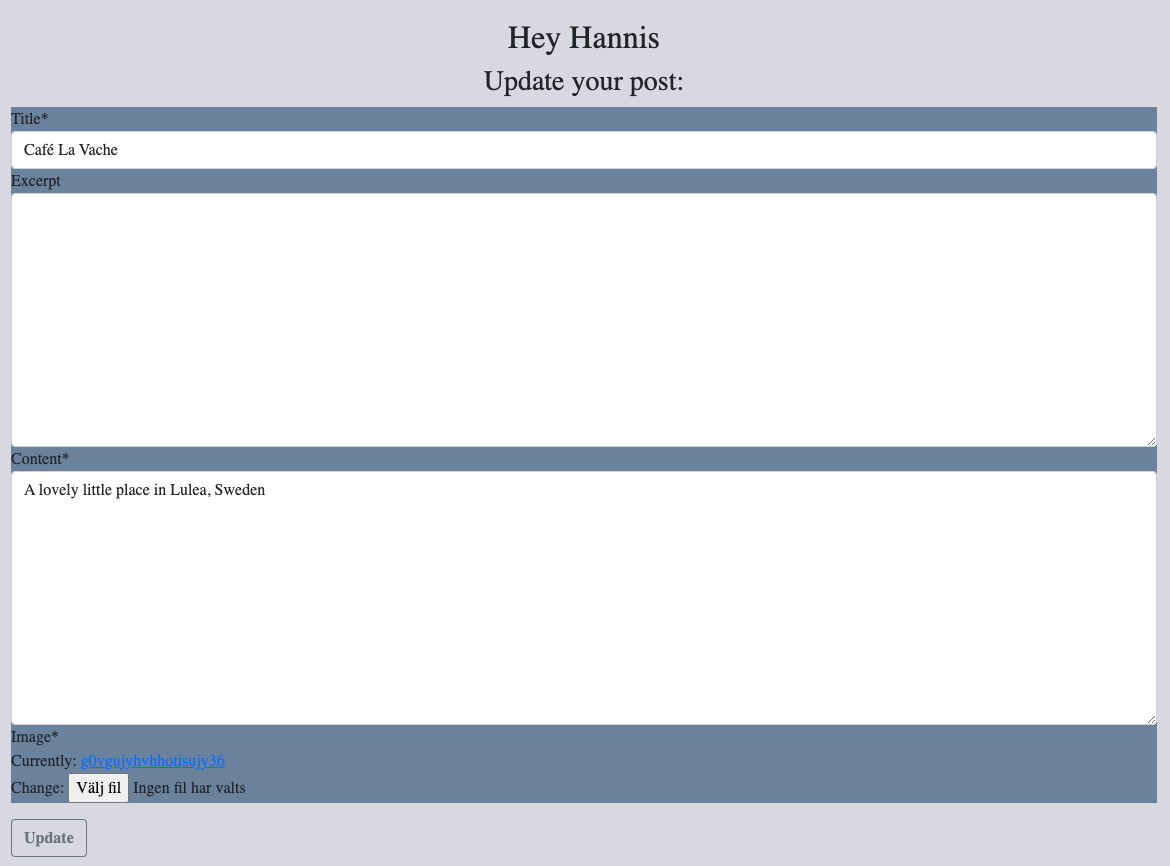 Hey Hannis
Update your post:
Title*
Café La Vache
Excerpt
Content*
A lovely little place in Lulea, Sweden
Image*
Currently: g0vgujyhvhhotisujy36
Change: Välj fil Ingen fil har valts
Update